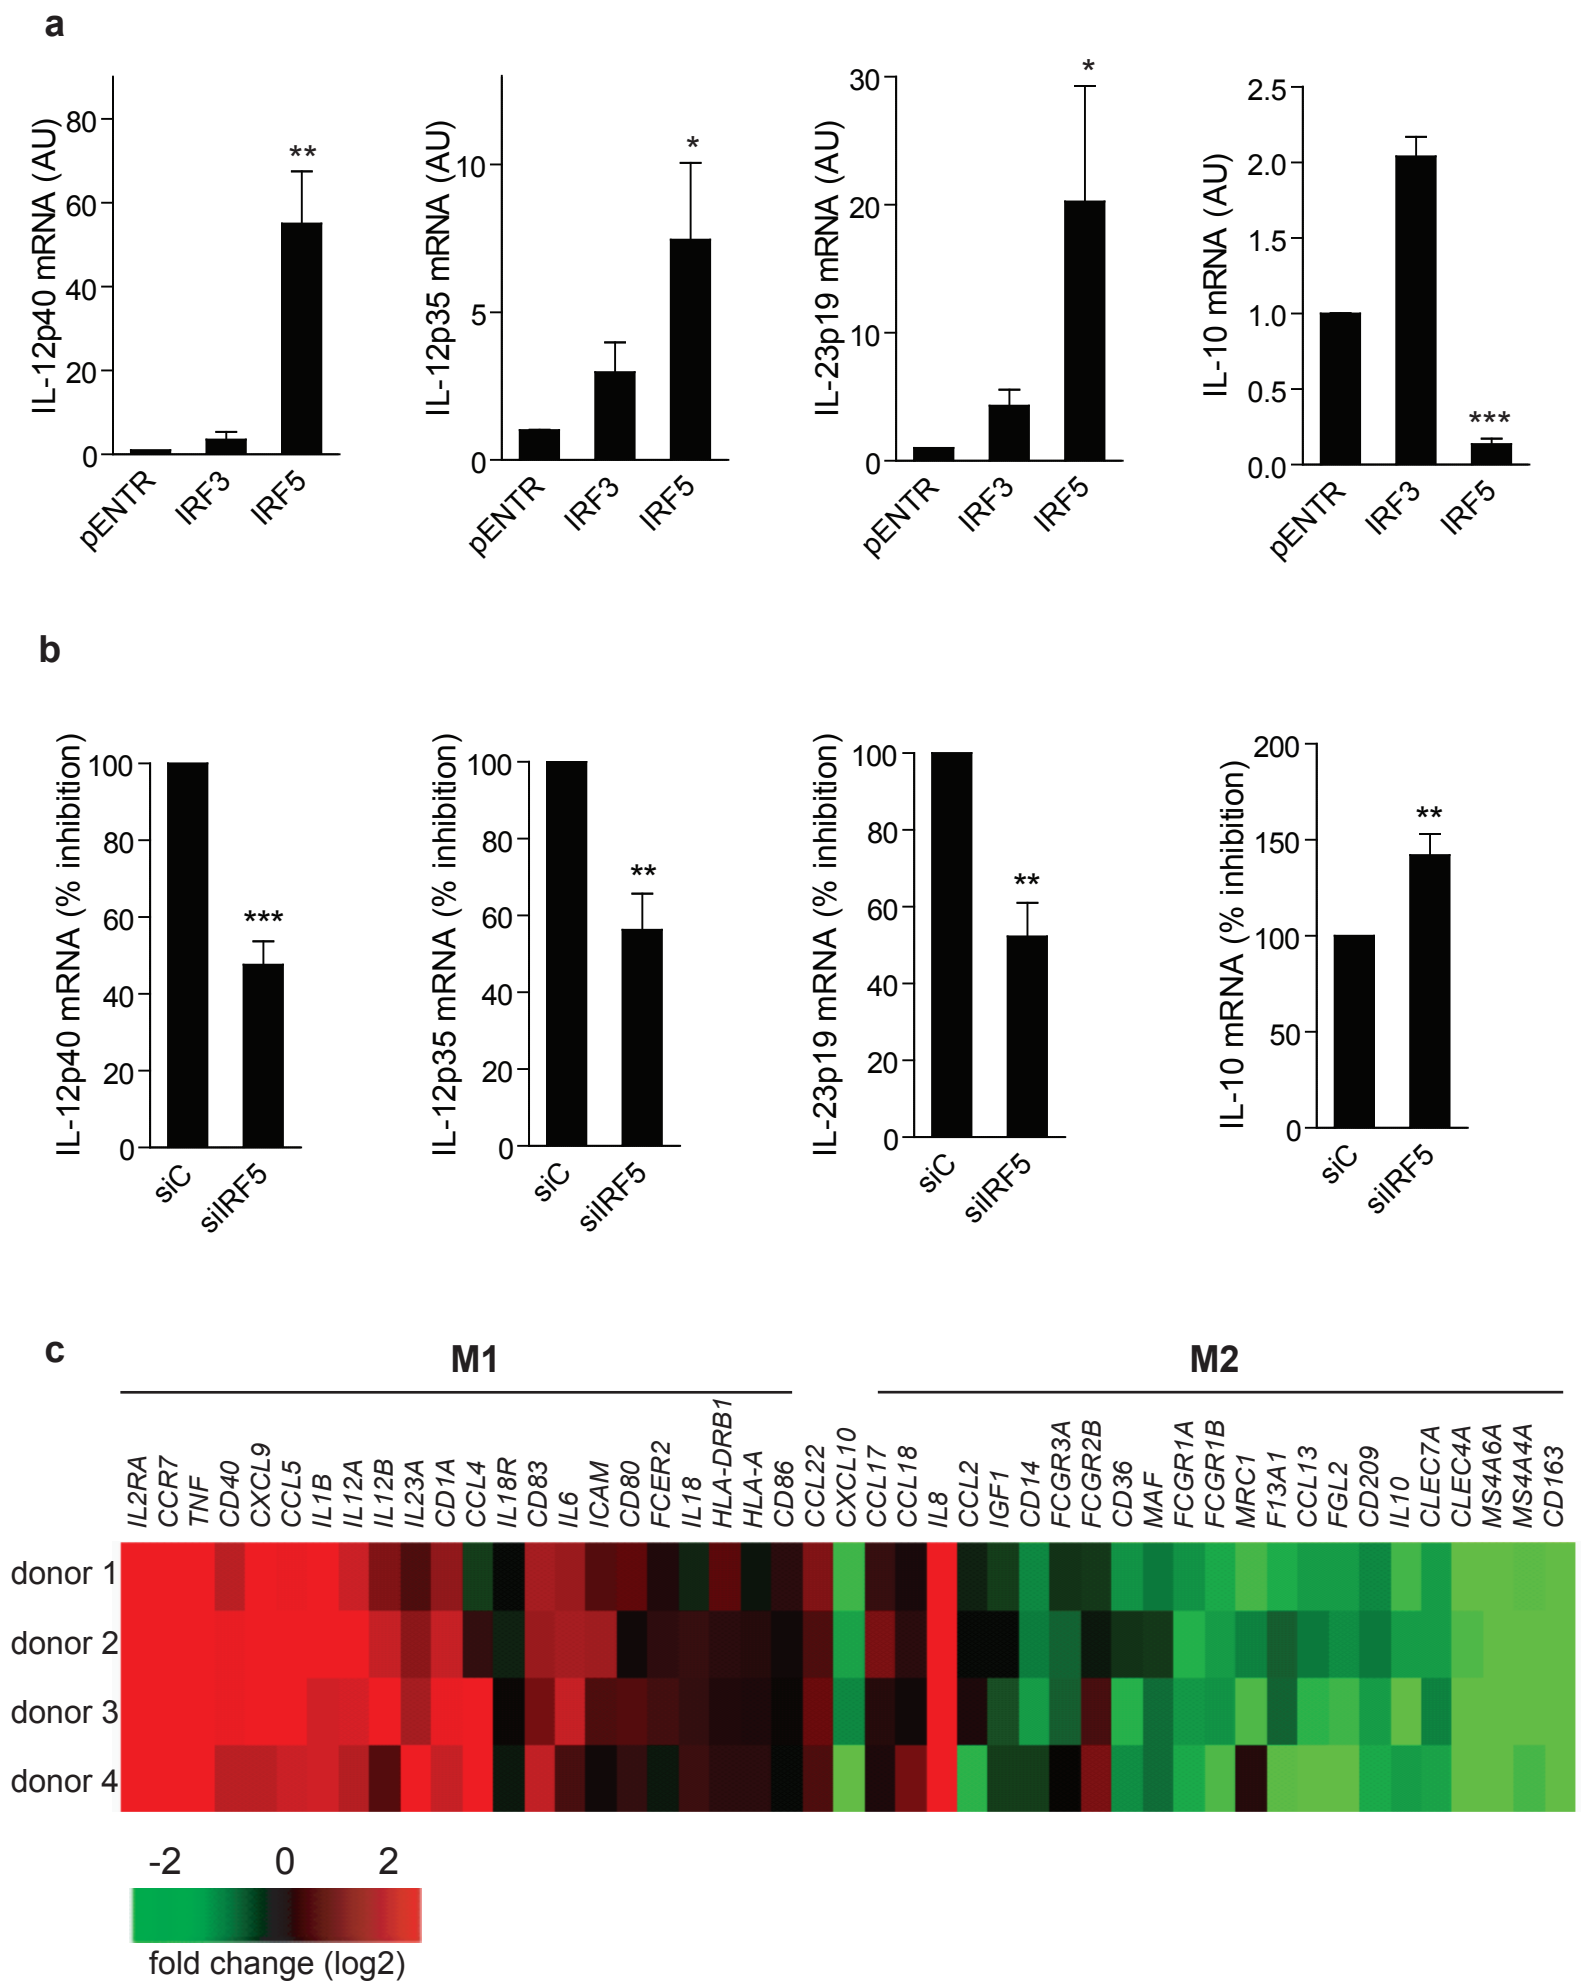 a
IL-12p40 mRNA (AU)
80
60
40
20
0
**
pENTR
IRF3
IRF5
IL-12p35 mRNA (AU)
10
5
0
*
pENTR
IRF3
IRF5
IL-23p19 mRNA (AU)
30
20
10
0
*
pENTR
IRF3
IRF5
IL-10 mRNA (AU)
2.5
2.0
1.5
1.0
0.5
0.0
***
pENTR
IRF3
IRF5
b
IL-12p40 mRNA (% inhibition)
100
80
60
40
20
0
***
siC
siIRF5
IL-12p35 mRNA (% inhibition)
100
80
60
40
20
0
**
siC
siIRF5
IL-23p19 mRNA (% inhibition)
100
80
60
40
20
0
**
siC
siIRF5
IL-10 mRNA (% inhibition)
200
150
100
50
0
**
siC
siIRF5
c
M1
M2
IL2RA
CCR7
TNF
CD40
CXCL9
CCL5
IL1B
IL12A
IL12B
IL23A
CD1A
CCL4
IL18R
CD83
IL6
ICAM
CD80
FCER2
IL18
HLA-DRB1
HLA-A
CD86
CCL22
CXCL10
CCL17
CCL18
IL8
CCL2
IGF1
CD14
FCGR3A
FCGR2B
CD36
MAF
FCGR1A
FCGR1B
MRC1
F13A1
CCL13
FGL2
CD209
IL10
CLEC7A
CLEC4A
MS4A6A
MS4A4A
CD163
donor 1
donor 2
donor 3
donor 4
-2 0 2
fold change (log2)